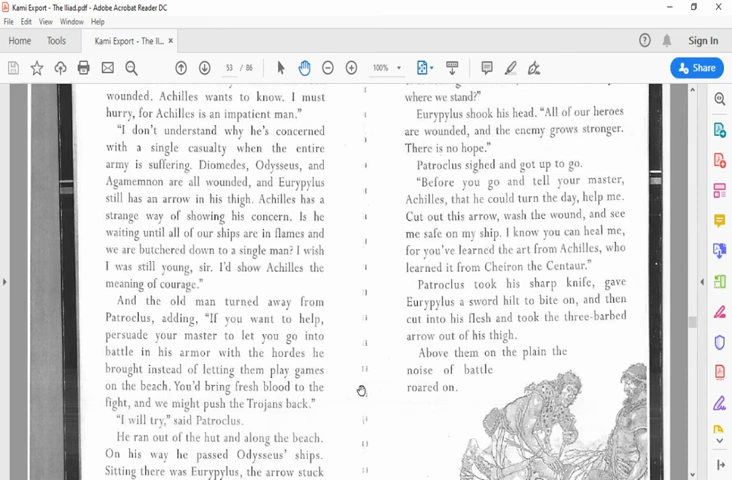 Kami Export - The Iliad.pdf - Adobe Acrobat Reader DC
File Edit View Window Help
Home Tools Kami Export - The Il... × Sign In
53 / 86 100% Share
wounded. Achilles wants to know. I must
hurry, for Achilles is an impatient man."
"I don't understand why he's concerned
with a single casualty when the entire
army is suffering. Diomedes, Odysseus, and
Agamemnon are all wounded, and Eurypylus
still has an arrow in his thigh. Achilles has a
strange way of showing his concern. Is he
waiting until all of our ships are in flames and
we are butchered down to a single man? I wish
I was still young, sir. I'd show Achilles the
meaning of courage."
And the old man turned away from
Patroclus, adding, "If you want to help,
persuade your master to let you go into
battle in his armor with the hordes he
brought instead of letting them play games
on the beach. You'd bring fresh blood to the
fight, and we might push the Trojans back."
"I will try," said Patroclus.
He ran out of the hut and along the beach.
On his way he passed Odysseus' ships.
Sitting there was Eurypylus, the arrow stuck
where we stand?"
Eurypylus shook his head. "All of our heroes
are wounded, and the enemy grows stronger.
There is no hope."
Patroclus sighed and got up to go.
"Before you go and tell your master,
Achilles, that he could turn the day, help me.
Cut out this arrow, wash the wound, and see
me safe on my ship. I know you can heal me,
for you've learned the art from Achilles, who
learned it from Cheiron the Centaur."
Patroclus took his sharp knife, gave
Eurypylus a sword hilt to bite on, and then
cut into his flesh and took the three-barbed
arrow out of his thigh.
Above them on the plain the
noise of battle
roared on.